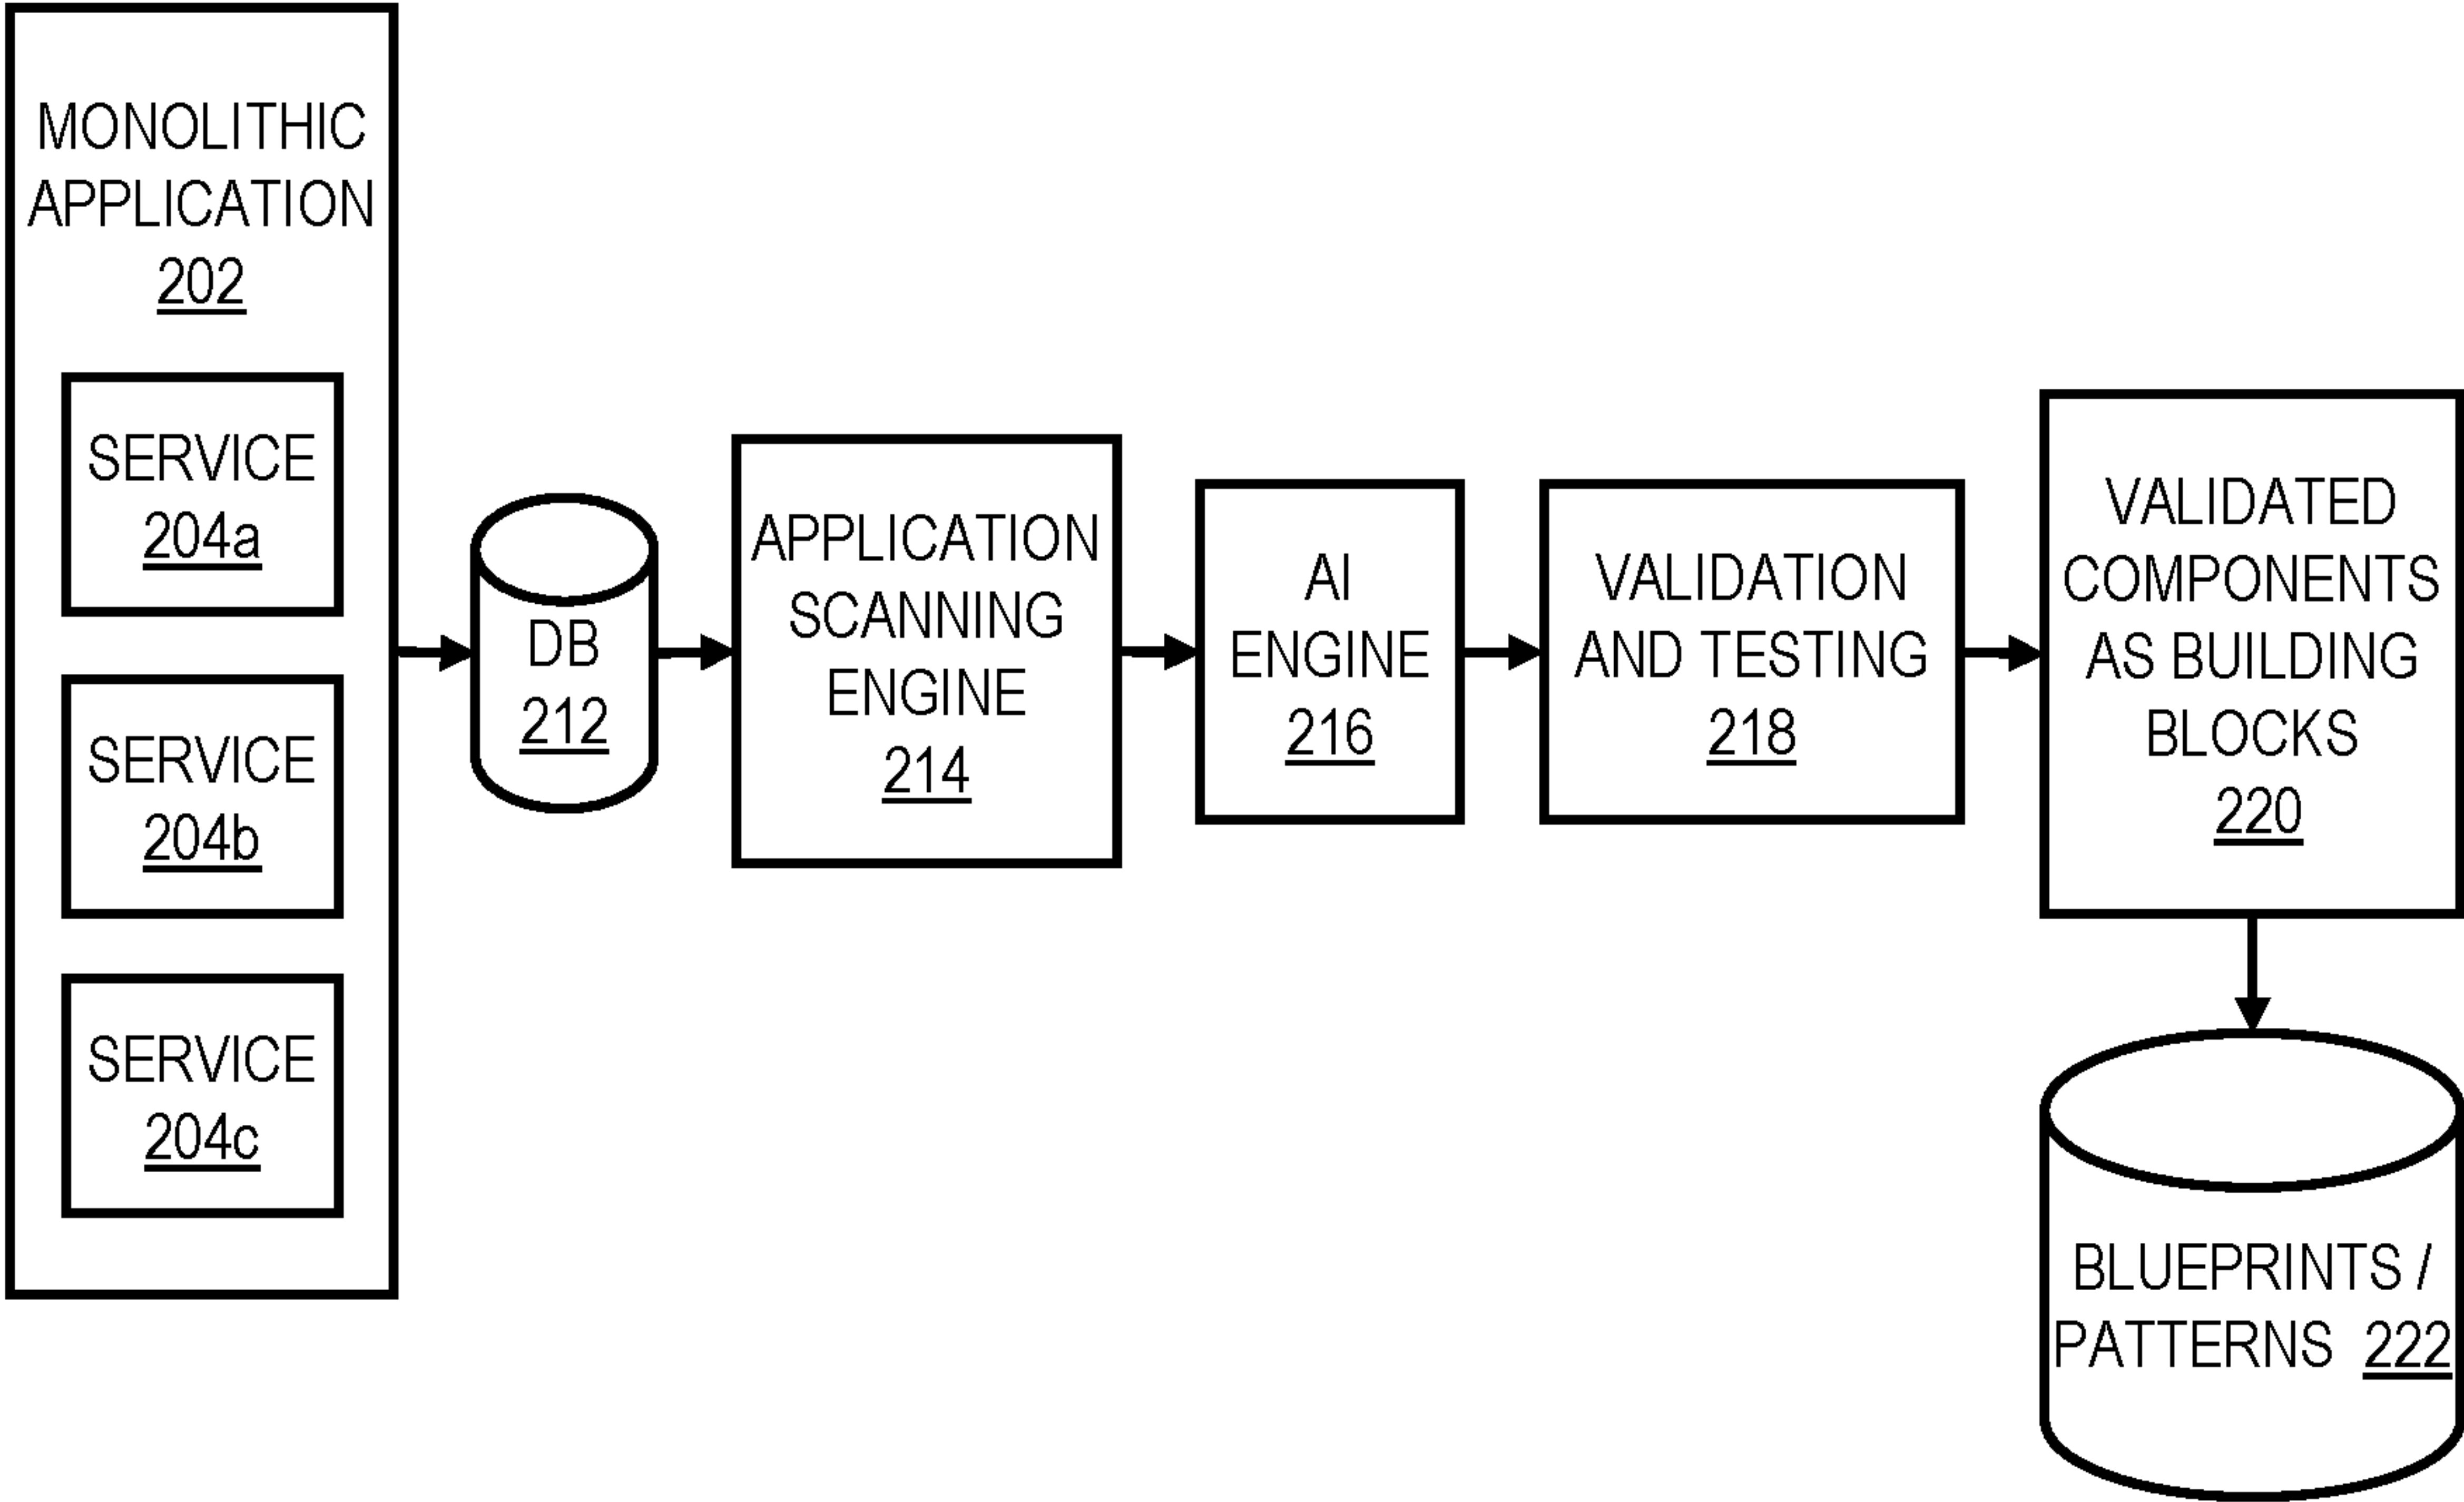 MONOLITHIC
APPLICATION
202
SERVICE
204a
SERVICE
204b
SERVICE
204c
DB
212
APPLICATION
SCANNING
ENGINE
214
AI
ENGINE
216
VALIDATION
AND TESTING
218
VALIDATED
COMPONENTS
AS BUILDING
BLOCKS
220
BLUEPRINTS /
PATTERNS 222